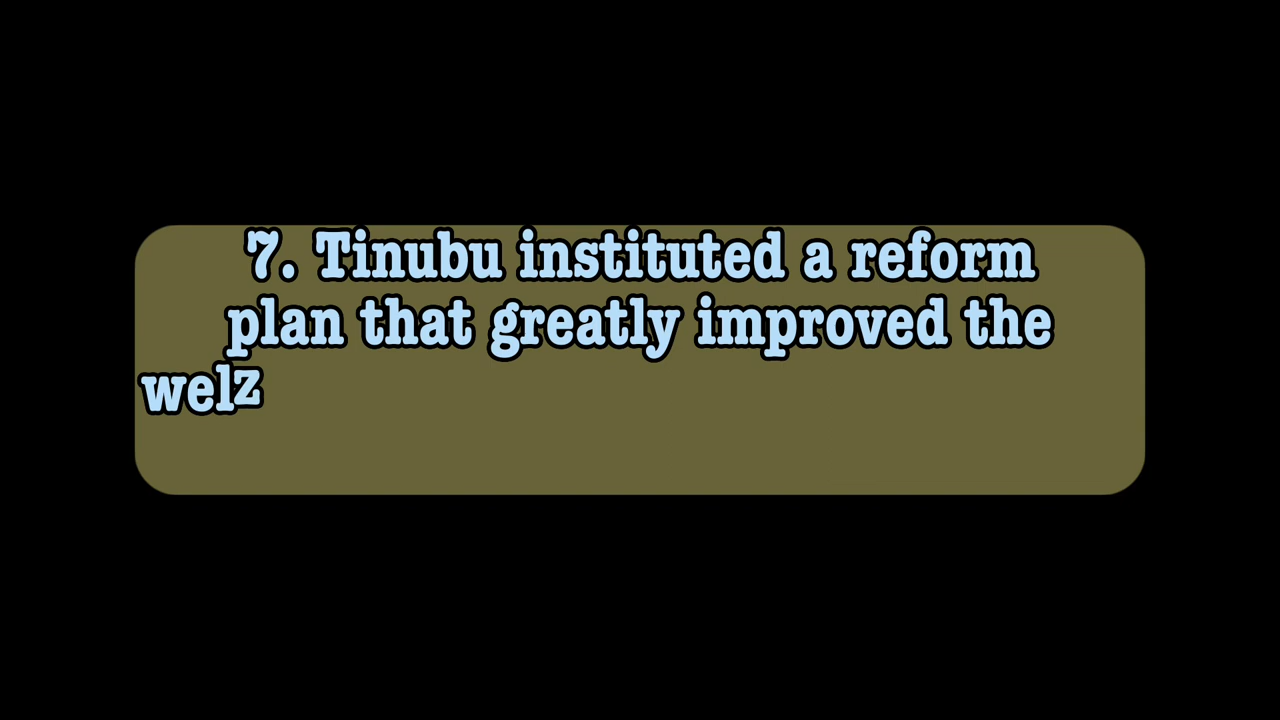 7. Tinubu instituted a reform
plan that greatly improved the
welz